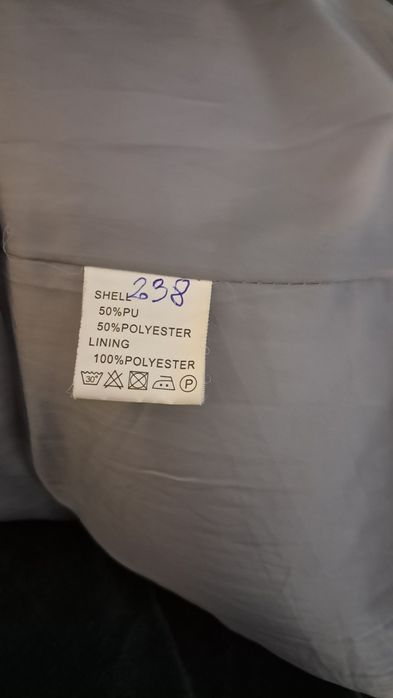 SHELL 238
50%PU
50%POLYESTER
LINING
100%POLYESTER
30° P